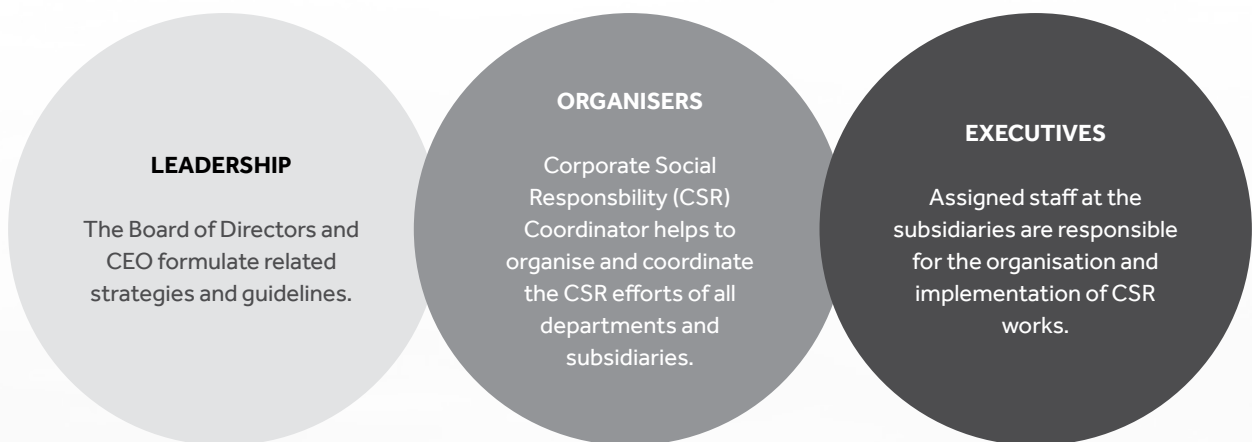 LEADERSHIP
The Board of Directors and
CEO formulate related
strategies and guidelines.
ORGANISERS
Corporate Social
Responsbility (CSR)
Coordinator helps to
organise and coordinate
the CSR efforts of all
departments and
subsidiaries.
EXECUTIVES
Assigned staff at the
subsidiaries are responsible
for the organisation and
implementation of CSR
works.